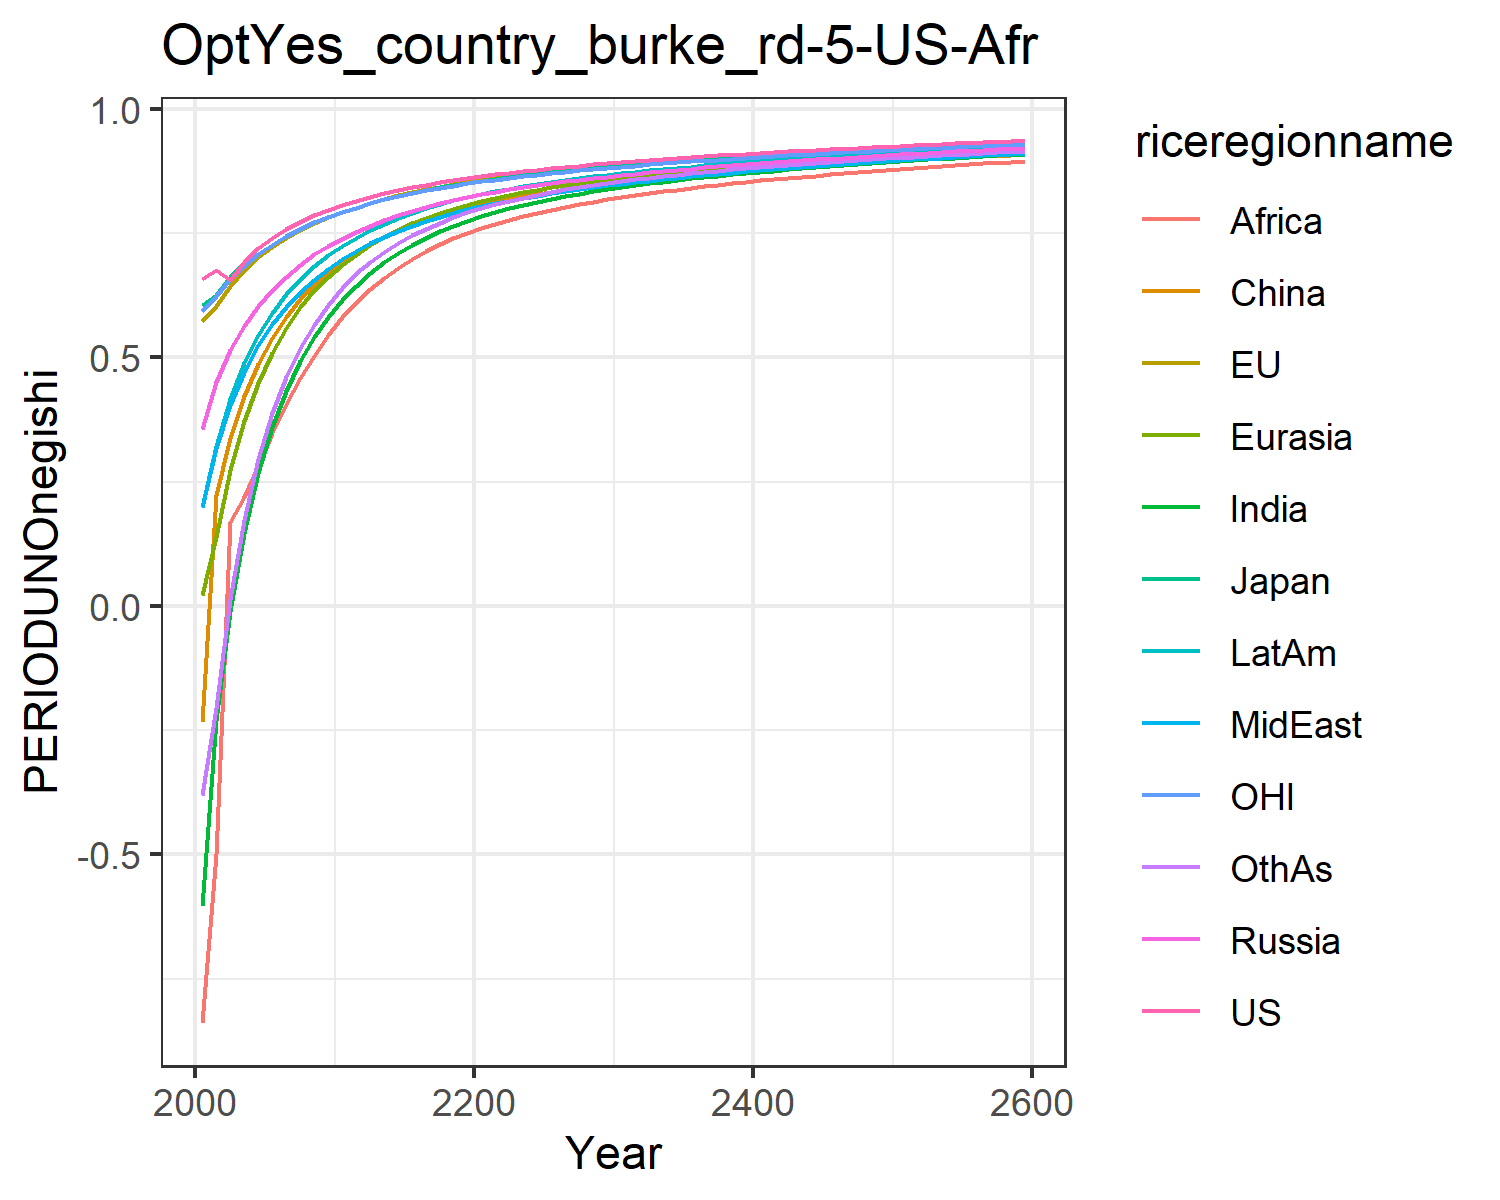 OptYes_country_burke_rd-5-US-Afr
1.0
0.5
0.0
-0.5
PERIODUNOnegishi
2000
2200
2400
2600
Year
riceregionname
Africa
China
EU
Eurasia
India
Japan
LatAm
MidEast
OHI
OthAs
Russia
US